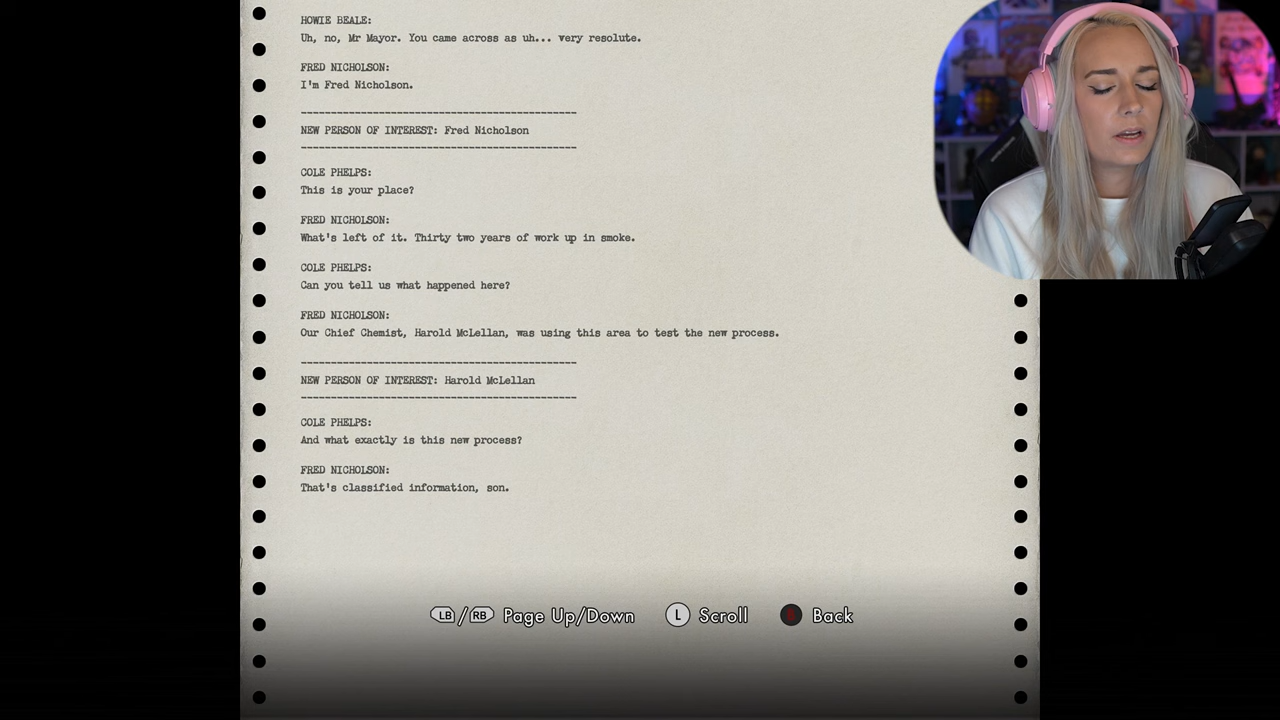 HOWIE BEALE:
Uh, no, Mr Mayor. You came across as uh... very resolute.
FRED NICHOLSON:
I'm Fred Nicholson.
NEW PERSON OF INTEREST: Fred Nicholson
COLE PHELPS:
This is your place?
FRED NICHOLSON:
What's left of it. Thirty two years of work up in smoke.
COLE PHELPS:
Can you tell us what happened here?
FRED NICHOLSON:
Our Chief Chemist, Harold McLellan, was using this area to test the new process.
NEW PERSON OF INTEREST: Harold McLellan
COLE PHELPS:
And what exactly is this new process?
FRED NICHOLSON:
That's classified information, son.
LB / RB Page Up/Down L Scroll B Back